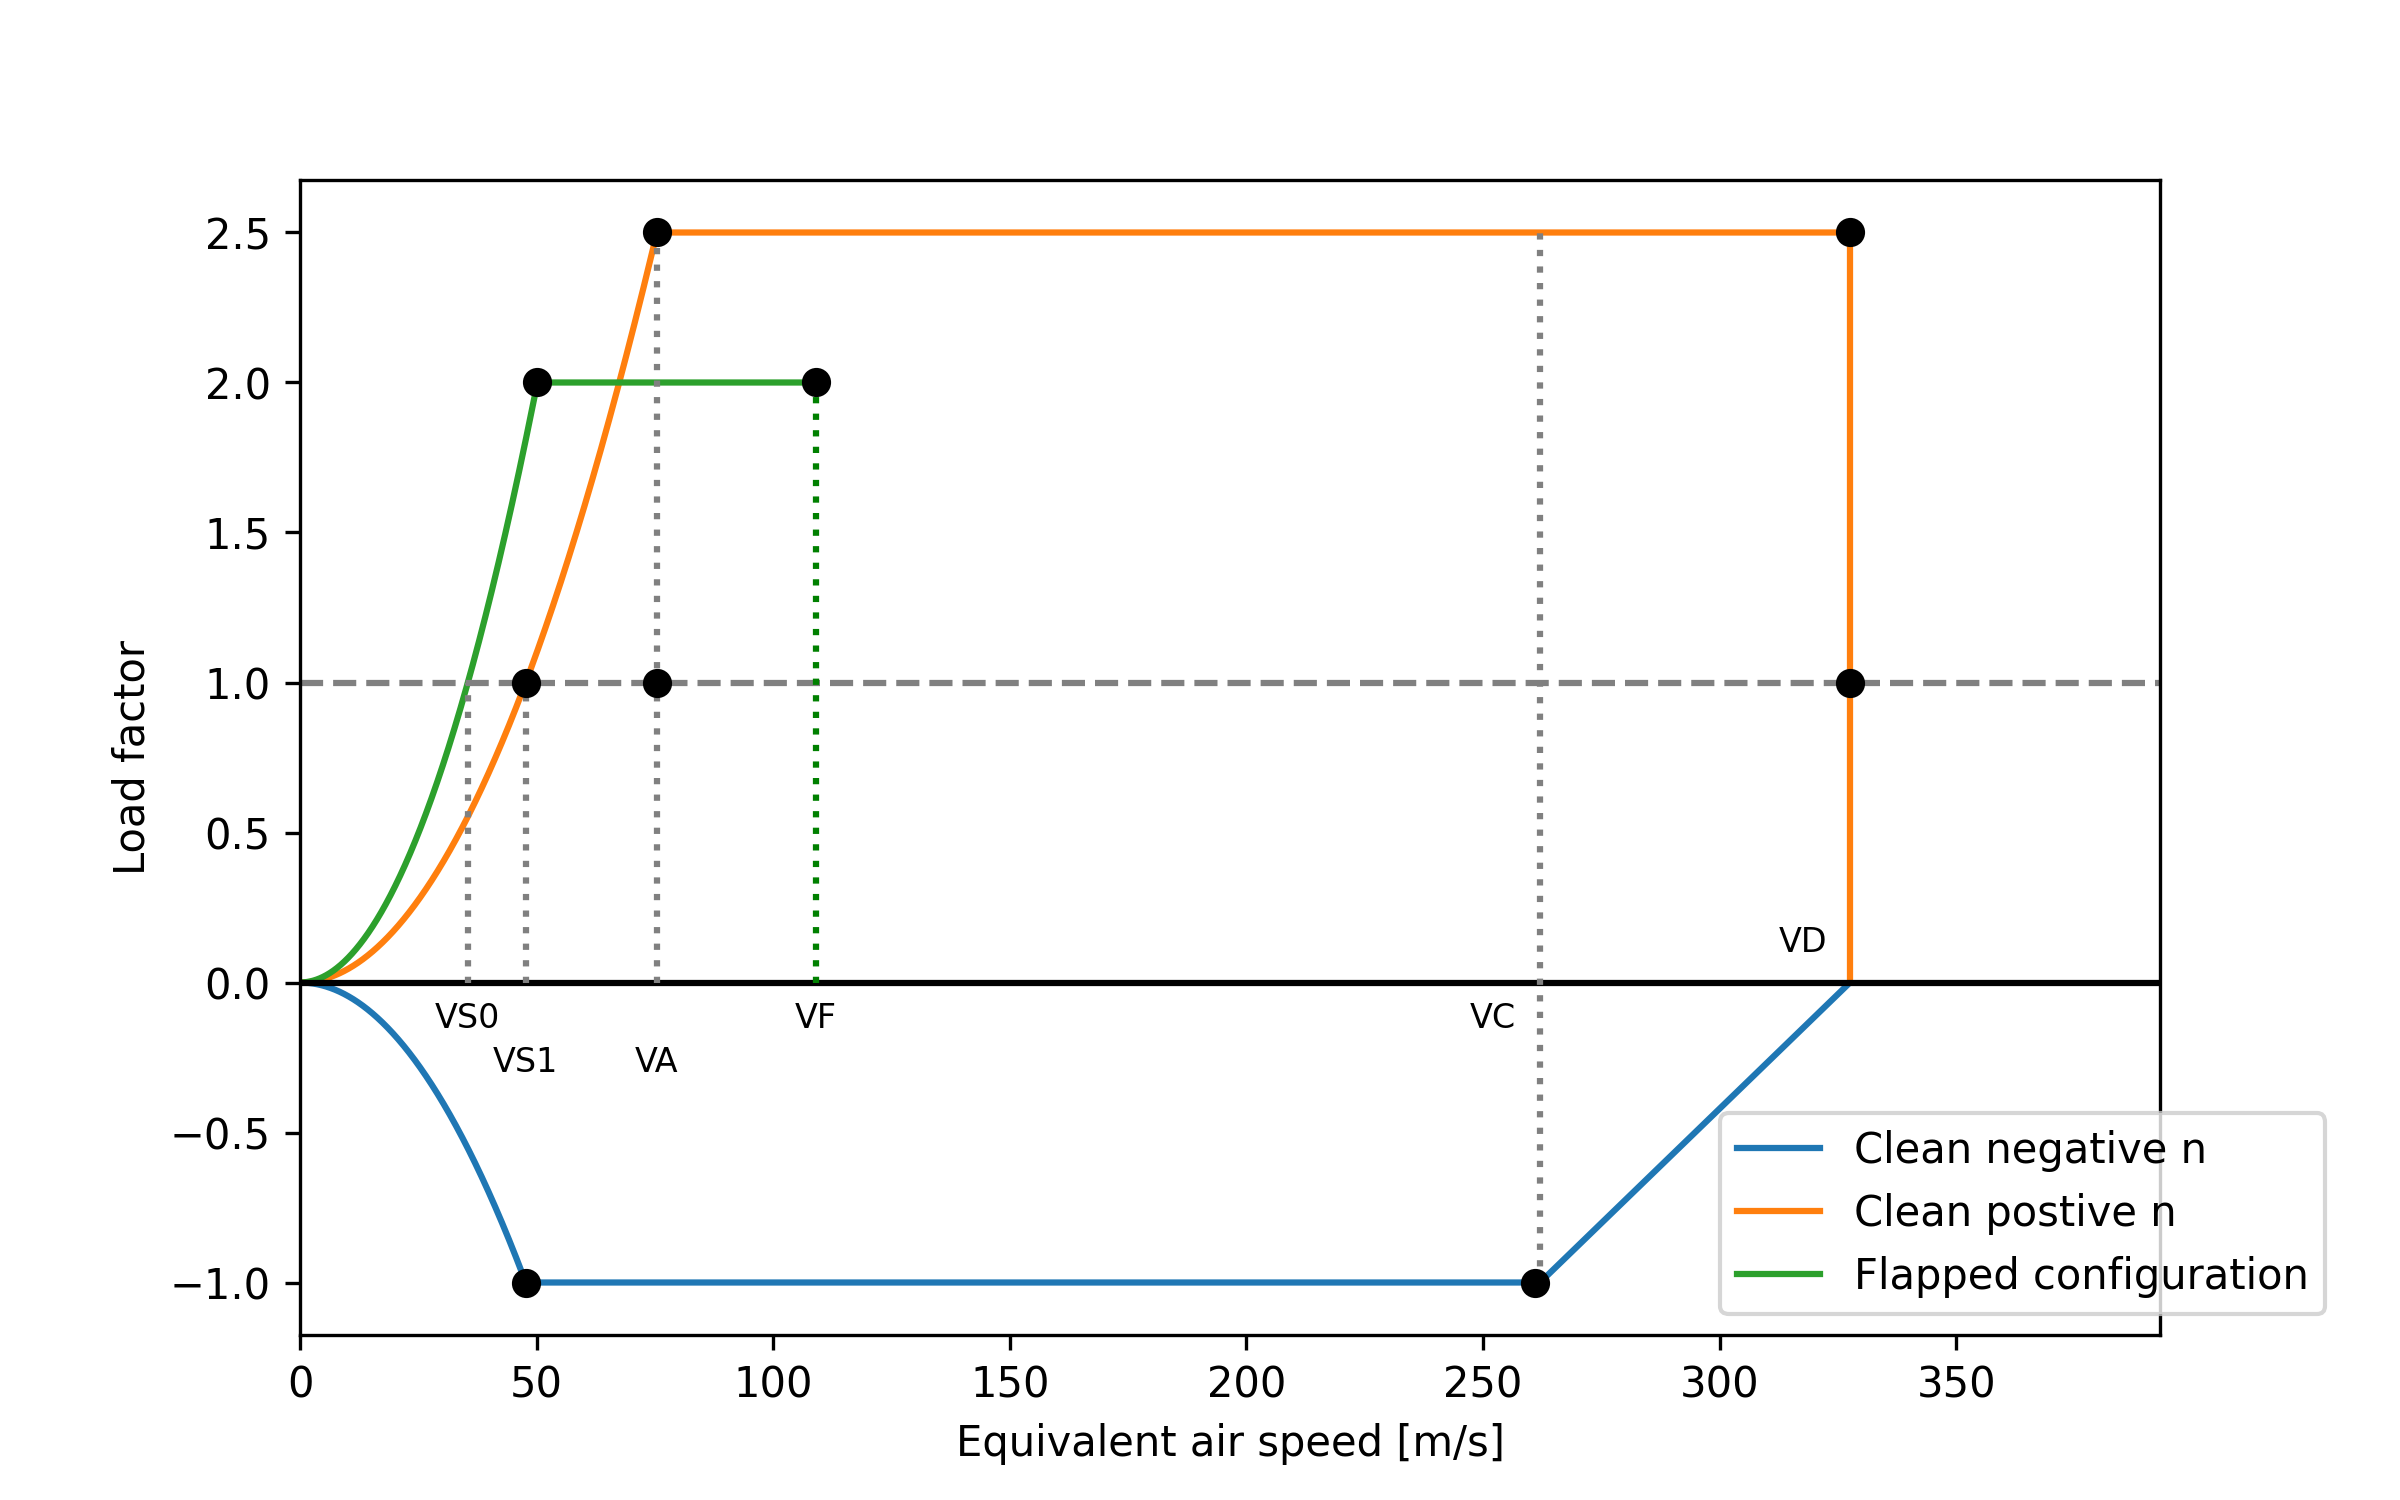 2.5
2.0
1.5
1.0
0.5
0.0
−0.5
−1.0
Load factor
VD
VS0
VF
VC
VS1
VA
Clean negative n
Clean postive n
Flapped configuration
0
50
100
150
200
250
300
350
Equivalent air speed [m/s]